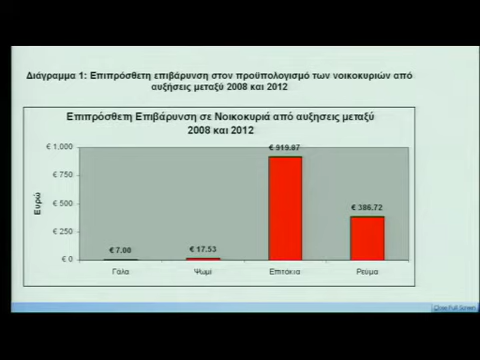 Διάγραμμα 1: Επιπρόσθετη επιβάρυνση στον προϋπολογισμό των νοικοκυριών από
αυξήσεις μεταξύ 2008 και 2012
Επιπρόσθετη Επιβάρυνση σε Νοικοκυριά από αυξησεις μεταξύ
2008 και 2012
€ 1,000
€ 750
€ 500
€ 250
€ 0
Ευρώ
€ 7.00
€ 17.53
€ 919.87
€ 386.72
Γάλα
Ψωμί
Επιτόκια
Ρεύμα
Close Full Screen